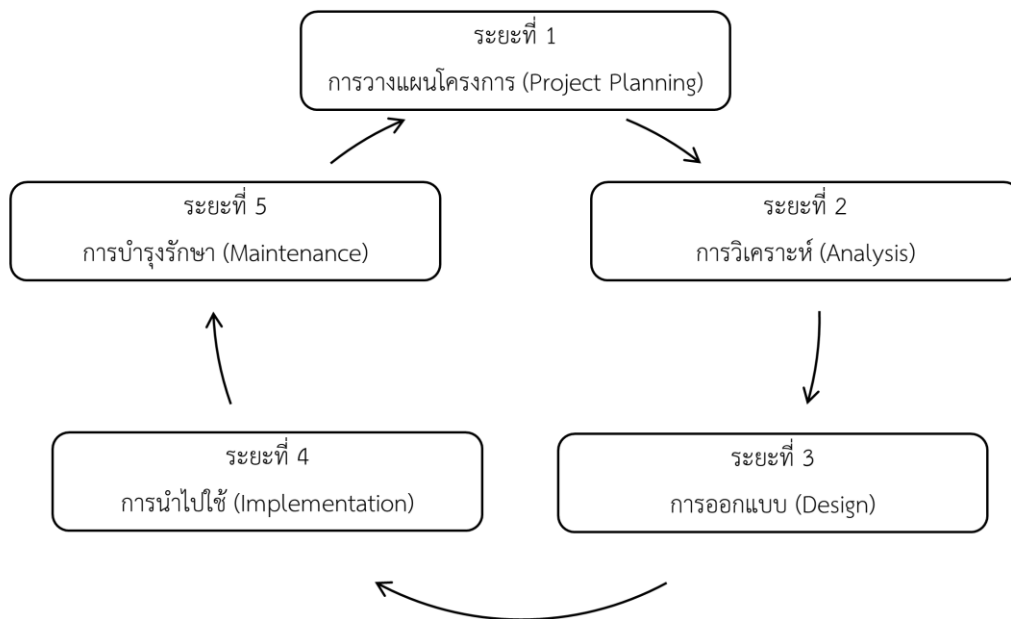 ระยะที่ 1
การวางแผนโครงการ (Project Planning)
ระยะที่ 5
การบำรุงรักษา (Maintenance)
ระยะที่ 2
การวิเคราะห์ (Analysis)
ระยะที่ 4
การนำไปใช้ (Implementation)
ระยะที่ 3
การออกแบบ (Design)